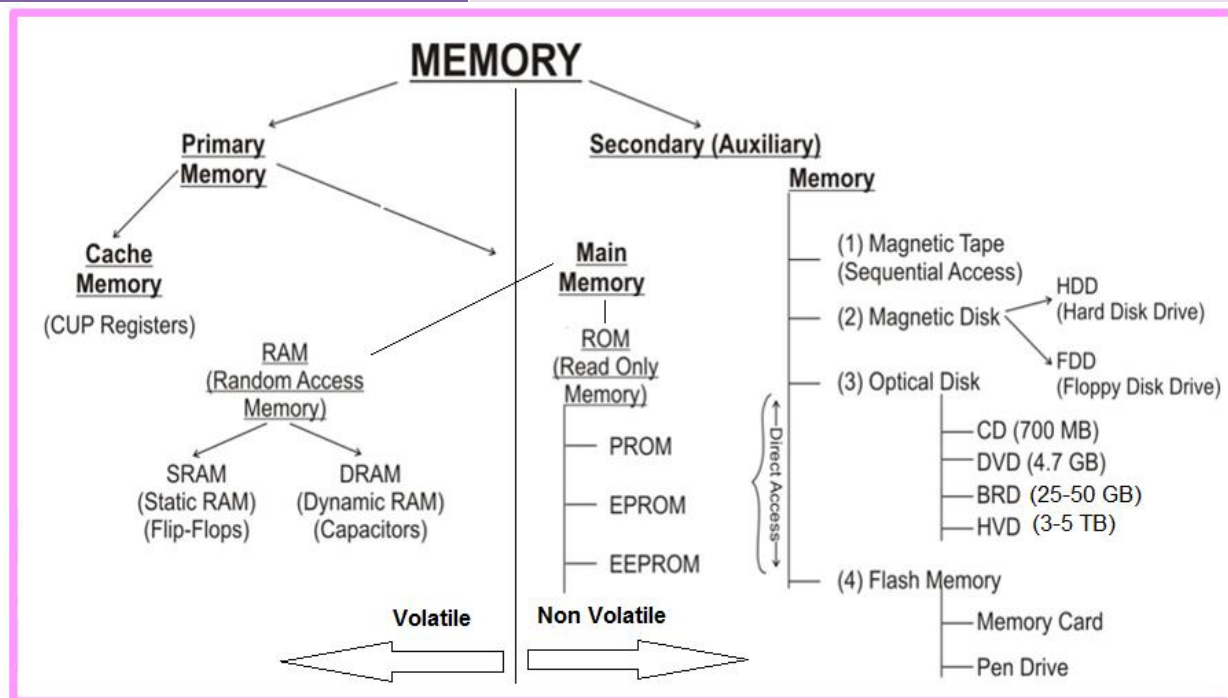 MEMORY
Primary
Memory
Secondary (Auxiliary)
Memory
Cache
Memory
(CUP Registers)
Main
Memory
RAM
(Random Access
Memory)
SRAM
(Static RAM)
(Flip-Flops)
DRAM
(Dynamic RAM)
(Capacitors)
ROM
(Read Only
Memory)
PROM
EPROM
EEPROM
(1) Magnetic Tape
(Sequential Access)
(2) Magnetic Disk
HDD
(Hard Disk Drive)
FDD
(Floppy Disk Drive)
(3) Optical Disk
CD (700 MB)
DVD (4.7 GB)
BRD (25-50 GB)
HVD (3-5 TB)
Direct Access
(4) Flash Memory
Memory Card
Pen Drive
Volatile
Non Volatile